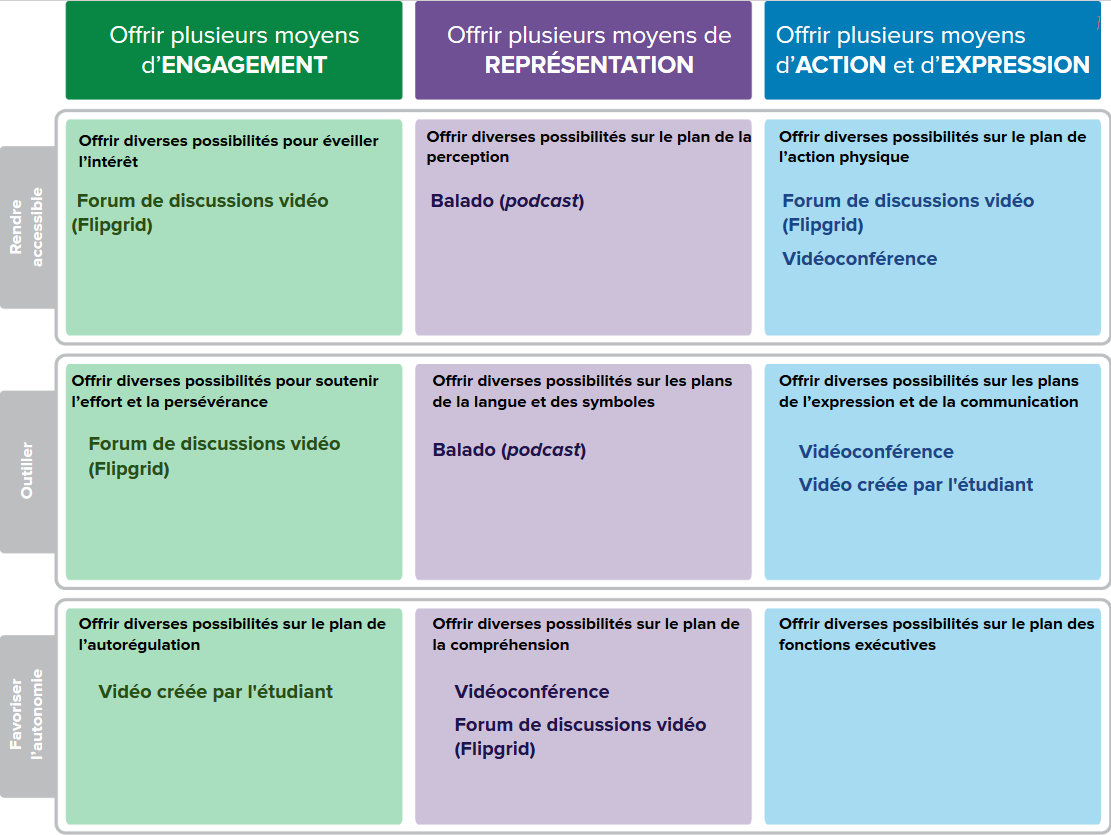 Offrir plusieurs moyens
d’ENGAGEMENT
Offrir plusieurs moyens de
REPRÉSENTATION
Offrir plusieurs moyens
d’ACTION et d’EXPRESSION
Rendre
accessible
Offrir diverses possibilités pour éveiller
l’intérêt
Forum de discussions vidéo
(Flipgrid)
Offrir diverses possibilités sur le plan de la
perception
Balado (podcast)
Offrir diverses possibilités sur le plan de
l’action physique
Forum de discussions vidéo
(Flipgrid)
Vidéoconférence
Outiller
Offrir diverses possibilités pour soutenir
l’effort et la persévérance
Forum de discussions vidéo
(Flipgrid)
Offrir diverses possibilités sur les plans
de la langue et des symboles
Balado (podcast)
Offrir diverses possibilités sur les plans
de l’expression et de la communication
Vidéoconférence
Vidéo créée par l'étudiant
Favoriser
l’autonomie
Offrir diverses possibilités sur le plan de
l’autorégulation
Vidéo créée par l'étudiant
Offrir diverses possibilités sur le plan de
la compréhension
Vidéoconférence
Forum de discussions vidéo
(Flipgrid)
Offrir diverses possibilités sur le plan des
fonctions exécutives